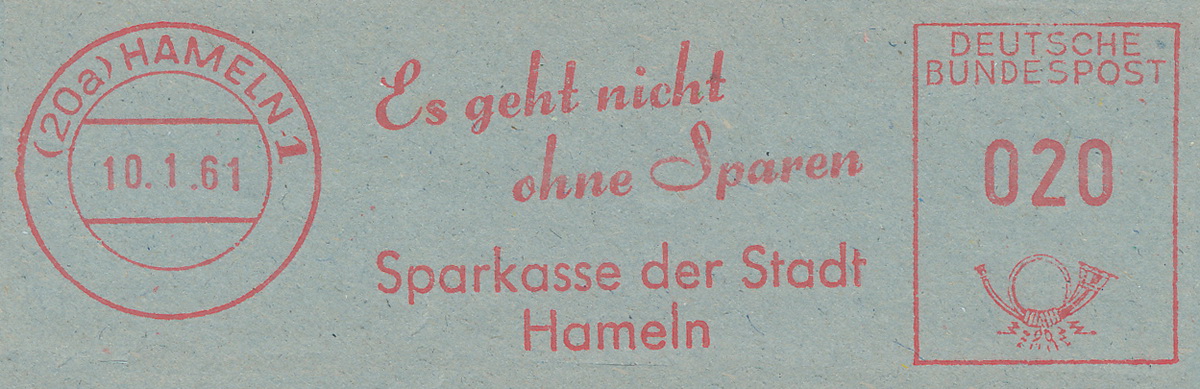 (20a) HAMELN 1
10.1.61
Es geht nicht
ohne Sparen
Sparkasse der Stadt
Hameln
DEUTSCHE
BUNDESPOST
020